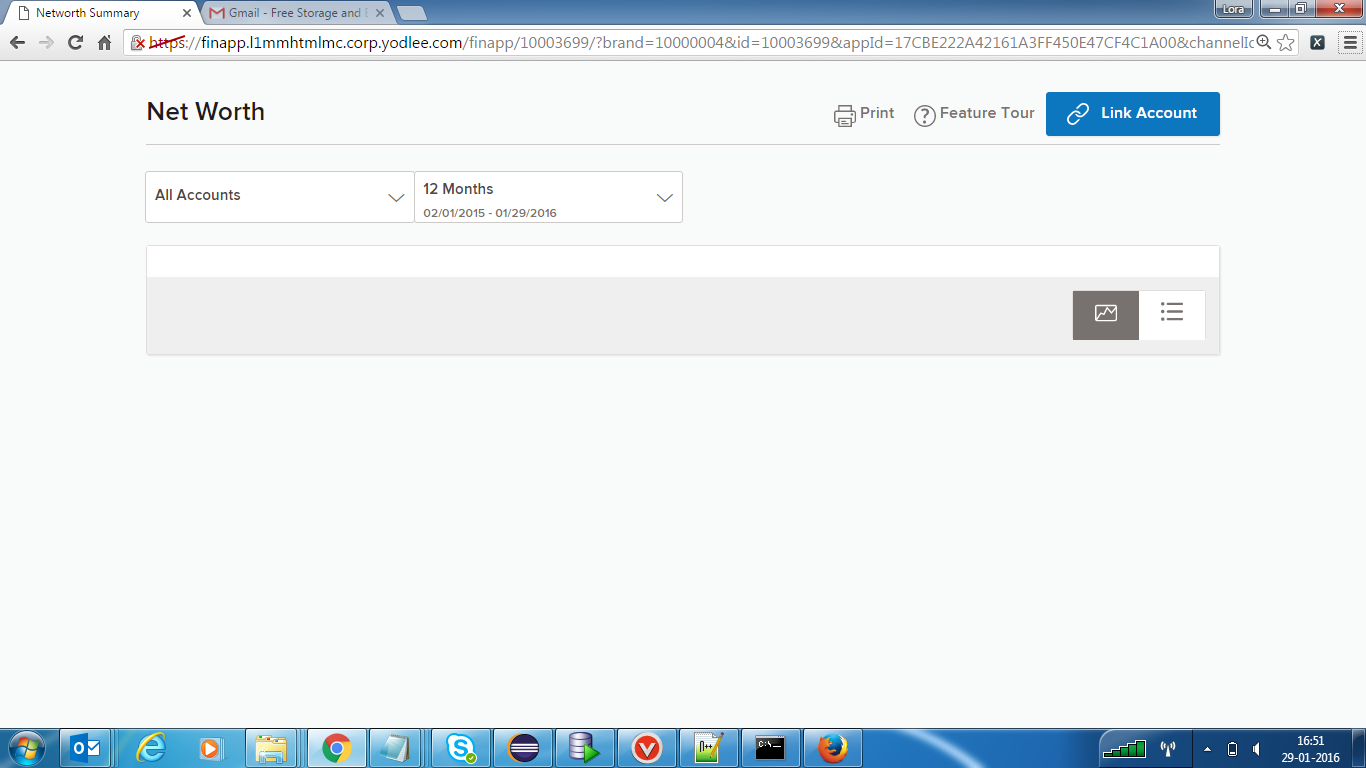 Networth Summary
Gmail - Free Storage and
Lora
https://finapp.l1mmhtmlmc.corp.yodlee.com/finapp/10003699/?brand=10000004&id=10003699&appId=17CBE222A42161A3FF450E47CF4C1A00&channelId
Net Worth
Print
Feature Tour
Link Account
All Accounts
12 Months
02/01/2015 - 01/29/2016
16:51
29-01-2016